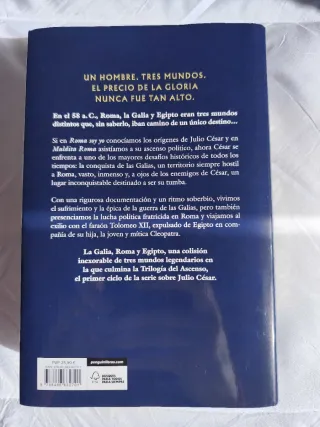 UN HOMBRE. TRES MUNDOS.
EL PRECIO DE LA GLORIA
NUNCA FUE TAN ALTO.
En el 58 a. C., Roma, la Galia y Egipto eran tres mundos
distintos que, sin saberlo, iban camino de un único destino...
Si en Roma soy yo conocíamos los orígenes de Julio César y en
Maldita Roma asistíamos a su ascenso político, ahora César se
enfrenta a uno de los mayores desafíos históricos de todos los
tiempos: la conquista de las Galias, un territorio siempre hostil
a Roma, vasto, inmenso y, a ojos de los enemigos de César, un
lugar inconquistable destinado a ser su tumba.
Con una rigurosa documentación y un ritmo soberbio, vivimos
el sufrimiento y la épica de la guerra de las Galias, pero también
presenciamos la lucha política fratricida en Roma y viajamos al
exilio con el faraón Tolomeo XII, expulsado de Egipto en com-
pañía de su hija, la joven y mítica Cleopatra.
La Galia, Roma y Egipto, una colisión
inexorable de tres mundos legendarios en
la que culmina la Trilogía del Ascenso,
el primer ciclo de la serie sobre Julio César.
penguinlibros.com
FSC